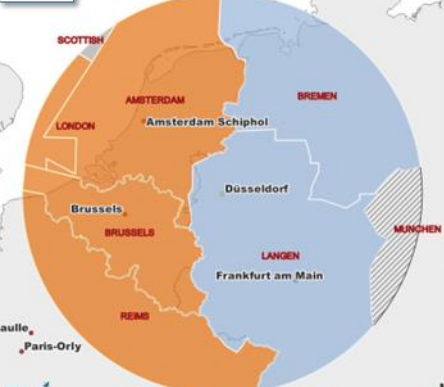 SCOTTISH
BREMEN
AMSTERDAM
Amsterdam Schiphol
LONDON
Düsseldorf
Brussels
BRUSSELS
MUNCHEN
LANGEN
Frankfurt am Main
REIMS
aulle
Paris-Orly